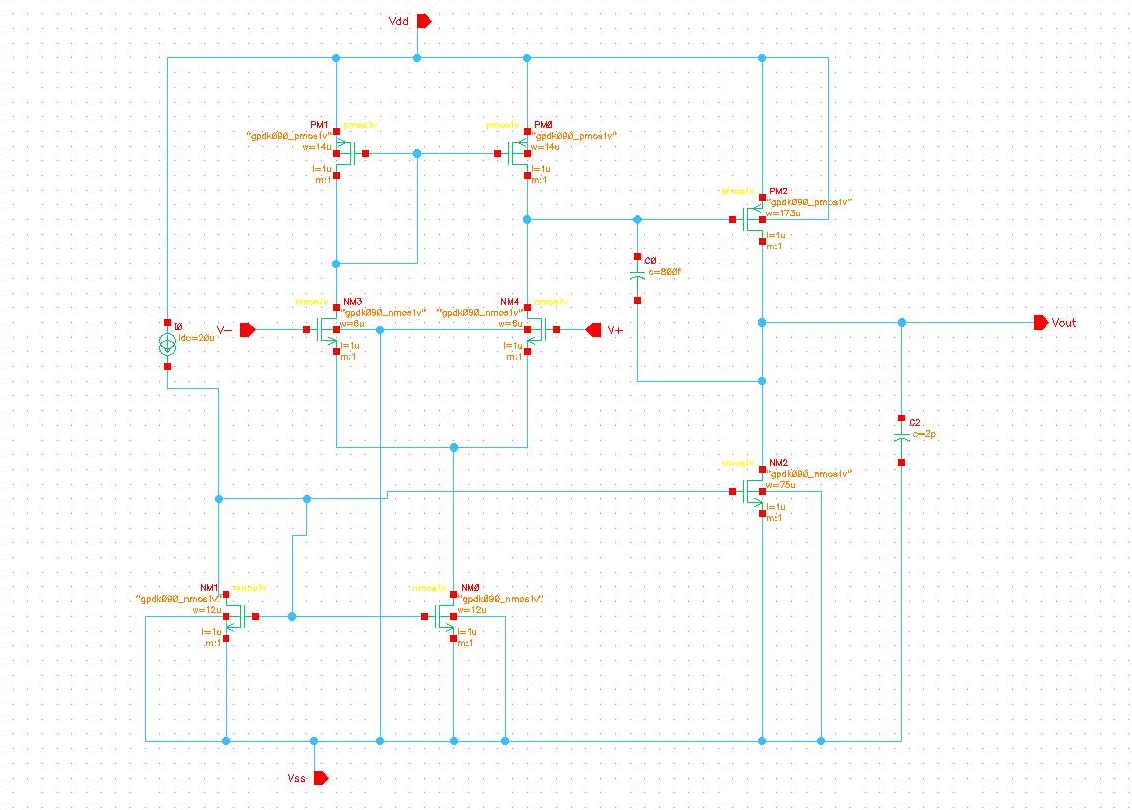 Vdd
PM1
pmos1v
"gpdk090_pmos1v"
w=14u
l=1u
m:1
pmos1v
PM0
"gpdk090_pmos1v"
w=14u
l=1u
m:1
pmos1v
PM2
"gpdk090_pmos1v"
w=173u
l=1u
m:1
C0
c=800f
nmos1v
NM3
"gpdk090_nmos1v"
w=6u
l=1u
m:1
NM4
nmos1v
"gpdk090_nmos1v"
w=6u
l=1u
m:1
I0
idc=20u
V-
V+
Vout
C2
c=2p
nmos1v
NM2
"gpdk090_nmos1v"
w=75u
l=1u
m:1
NM1
nmos1v
"gpdk090_nmos1v"
w=12u
l=1u
m:1
nmos1v
NM0
"gpdk090_nmos1v"
w=12u
l=1u
m:1
Vss